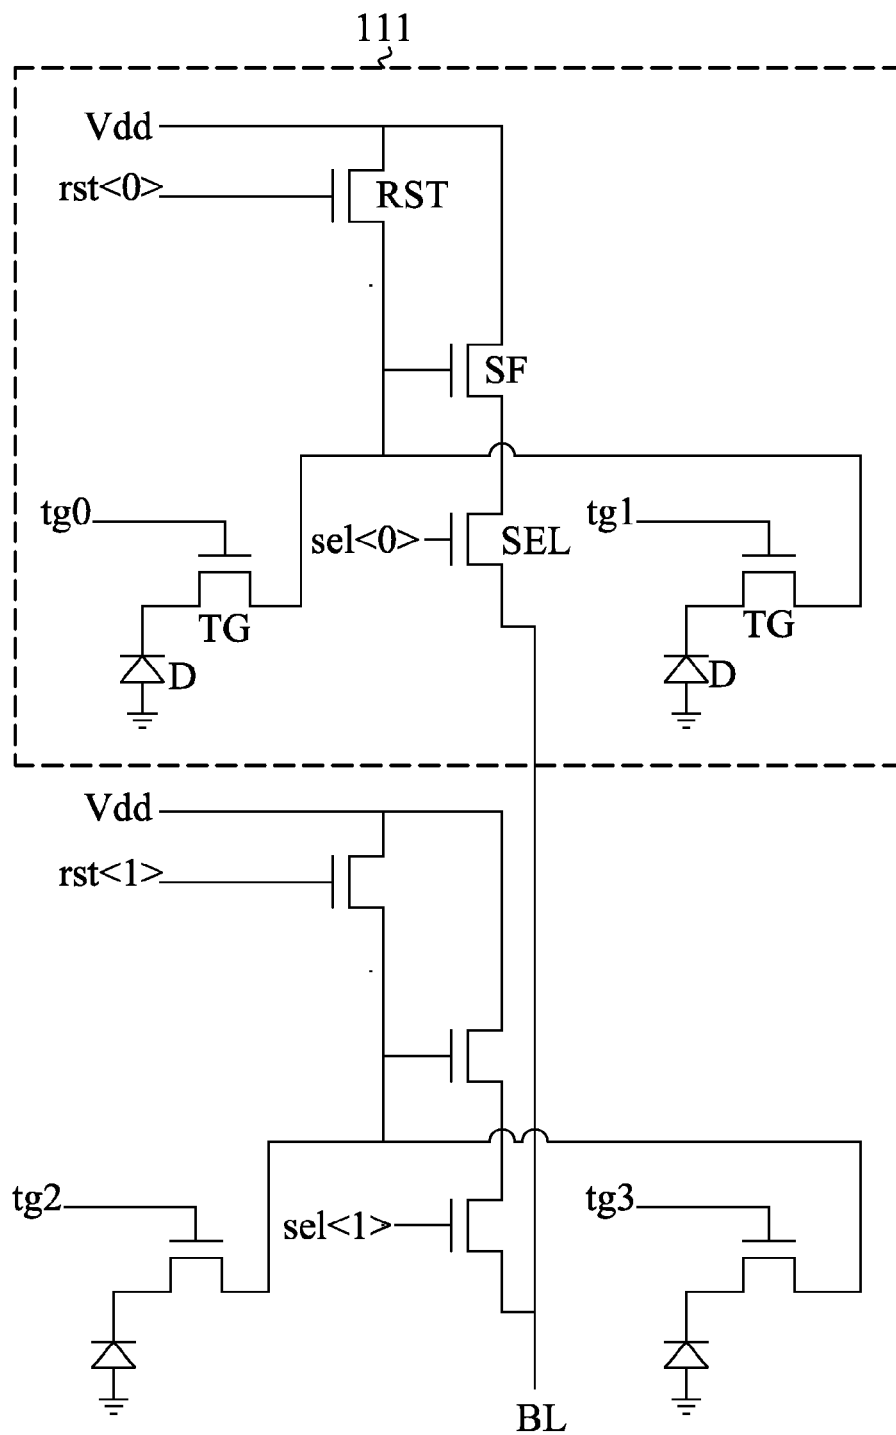 111
Vdd
rst<0>
RST
SF
tg0
sel<0>
SEL
tg1
TG
TG
D
D
Vdd
rst<1>
tg2
sel<1>
tg3
BL